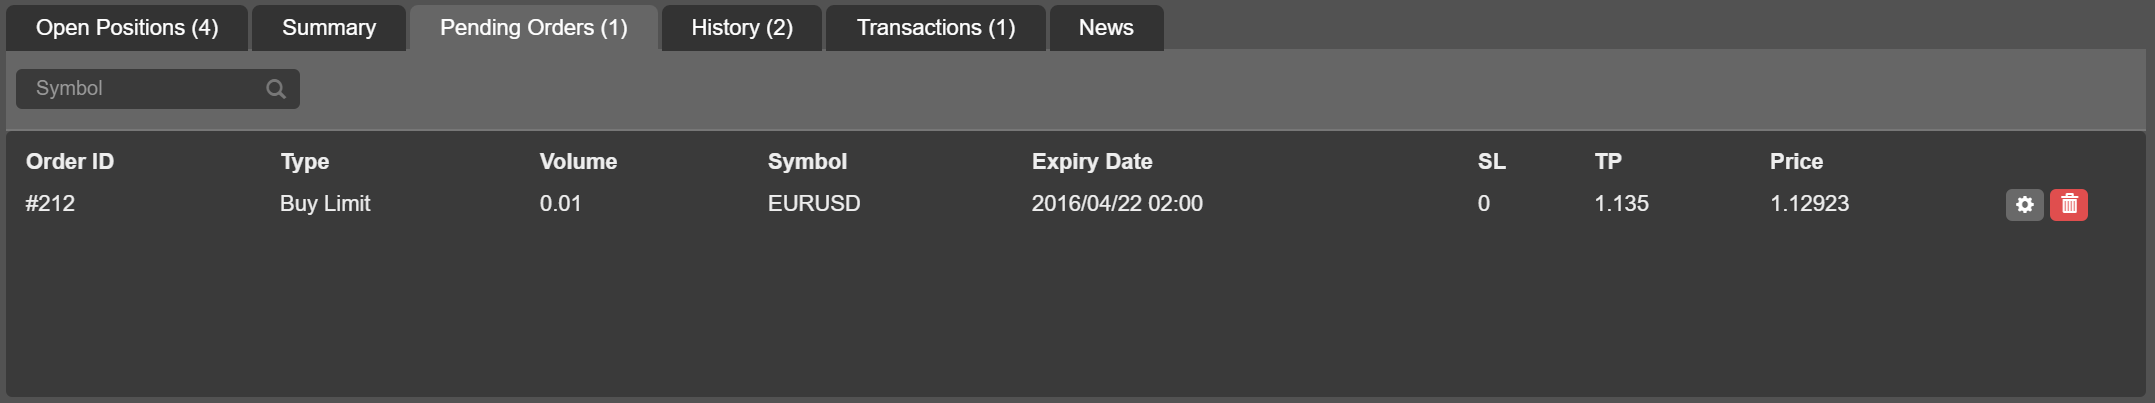 Open Positions (4) Summary Pending Orders (1) History (2) Transactions (1) News
Symbol
Order ID Type Volume Symbol Expiry Date SL TP Price
#212 Buy Limit 0.01 EURUSD 2016/04/22 02:00 0 1.135 1.12923